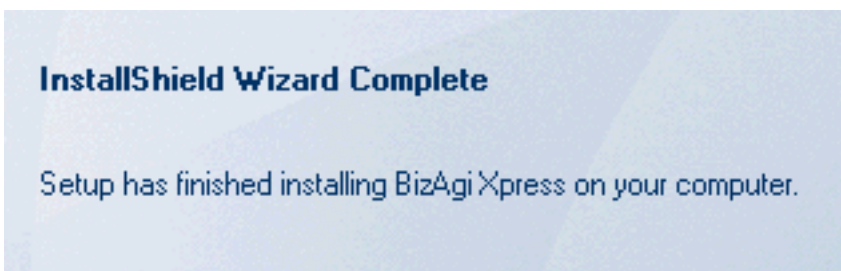 InstallShield Wizard Complete
Setup has finished installing BizAgi Xpress on your computer.